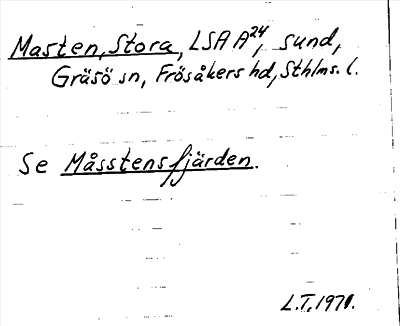 Masten, Stora, LSA A24, sund,
Gräsö sn, Frösåkers hd, Sthlms. l.
Se Måsstensfjärden.
L.T. 1971.